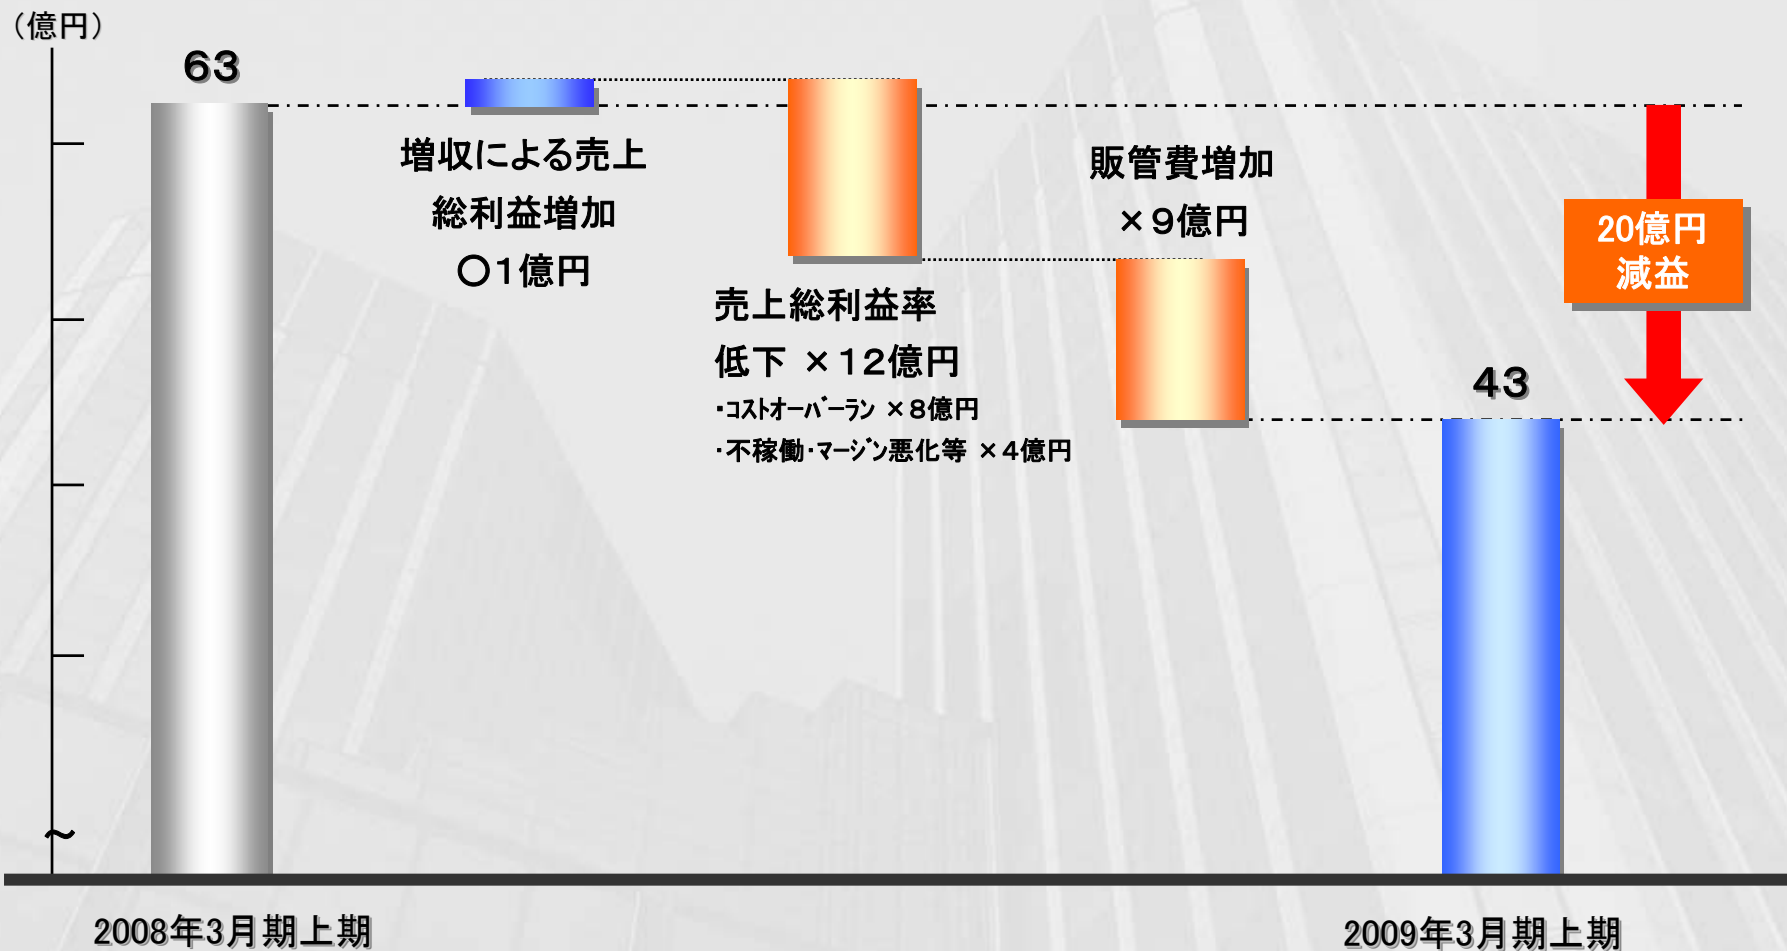 （億円）
６３
増収による売上
総利益増加
○１億円
売上総利益率
低下 ×１２億円
・ｺｽﾄｵｰﾊﾞｰﾗﾝ ×８億円
・不稼働・ﾏｰｼﾞﾝ悪化等 ×４億円
販管費増加
×９億円
20億円
減益
４３
～
2008年3月期上期
2009年3月期上期